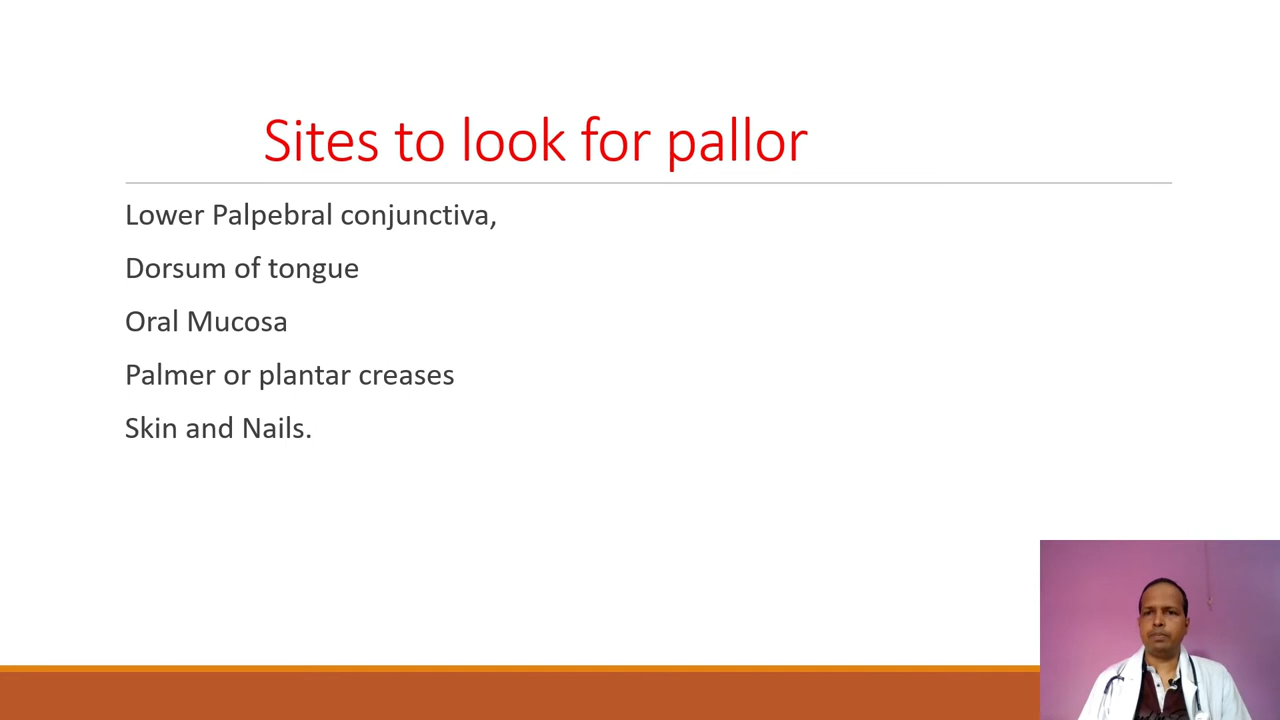 Sites to look for pallor
Lower Palpebral conjunctiva,
Dorsum of tongue
Oral Mucosa
Palmer or plantar creases
Skin and Nails.